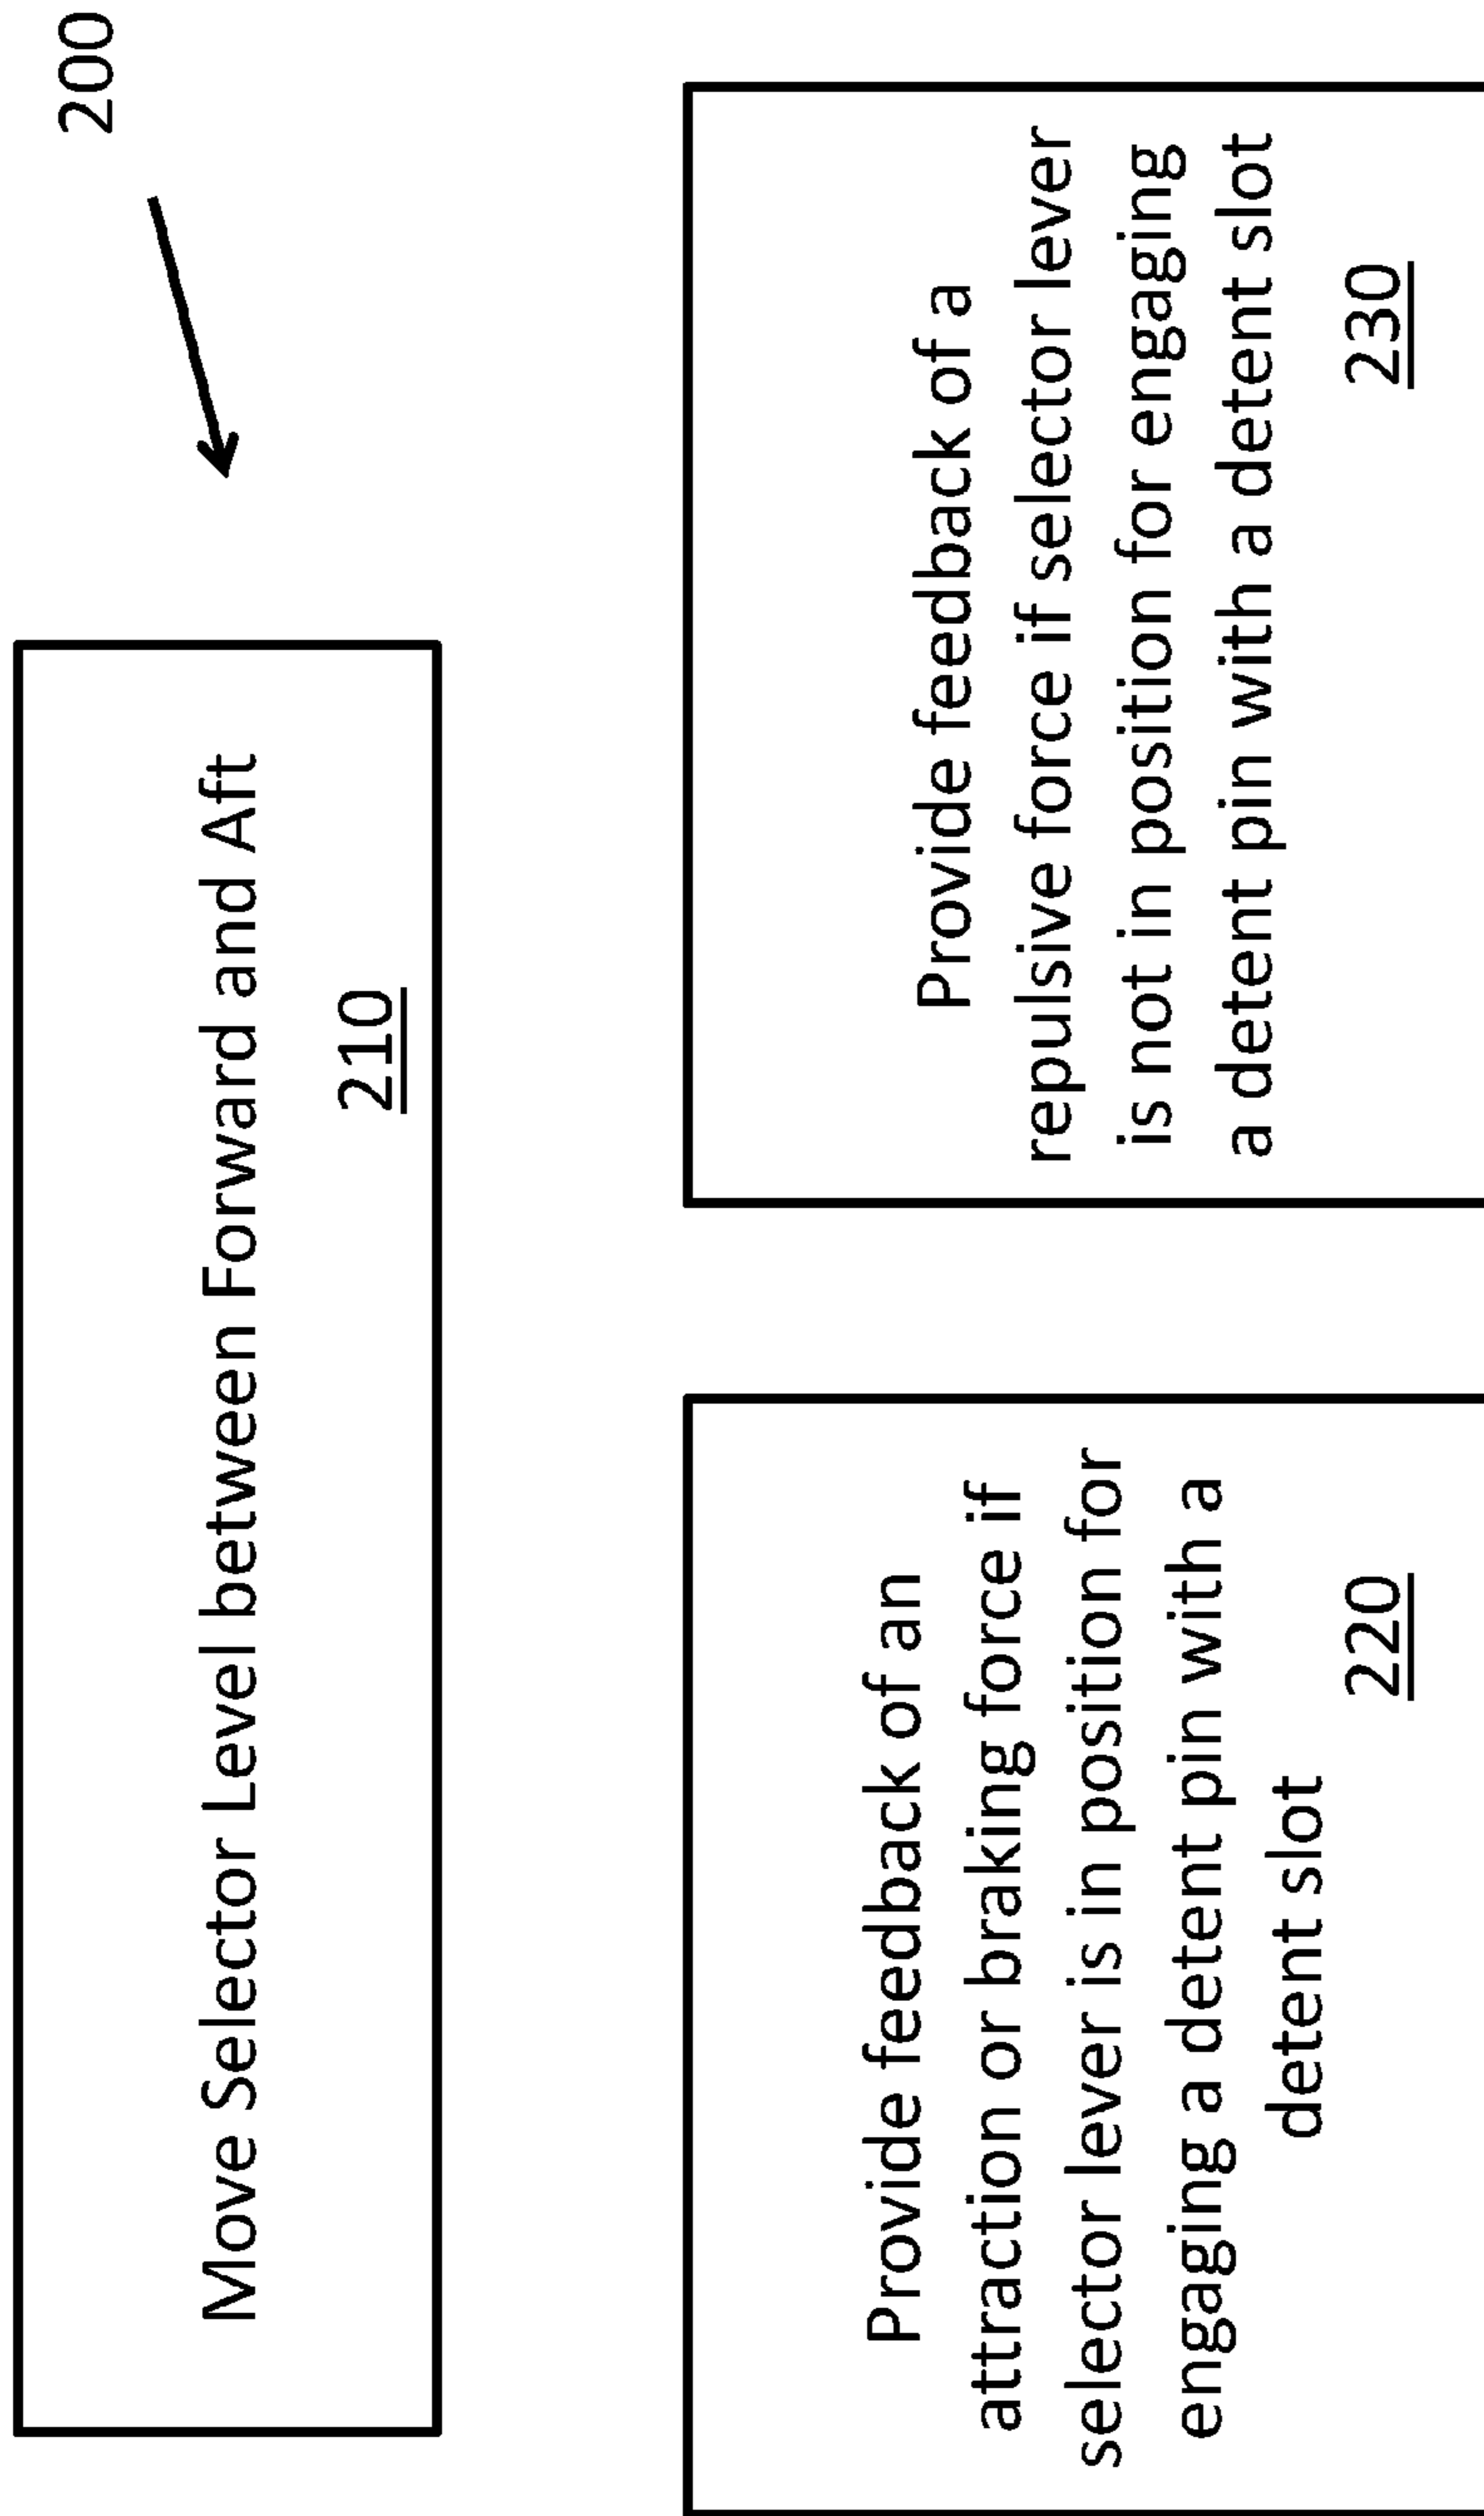 200
Move Selector Level between Forward and Aft
210
Provide feedback of an
attraction or braking force if
selector lever is in position for
engaging a detent pin with a
detent slot
220
Provide feedback of a
repulsive force if selector lever
is not in position for engaging
a detent pin with a detent slot
230